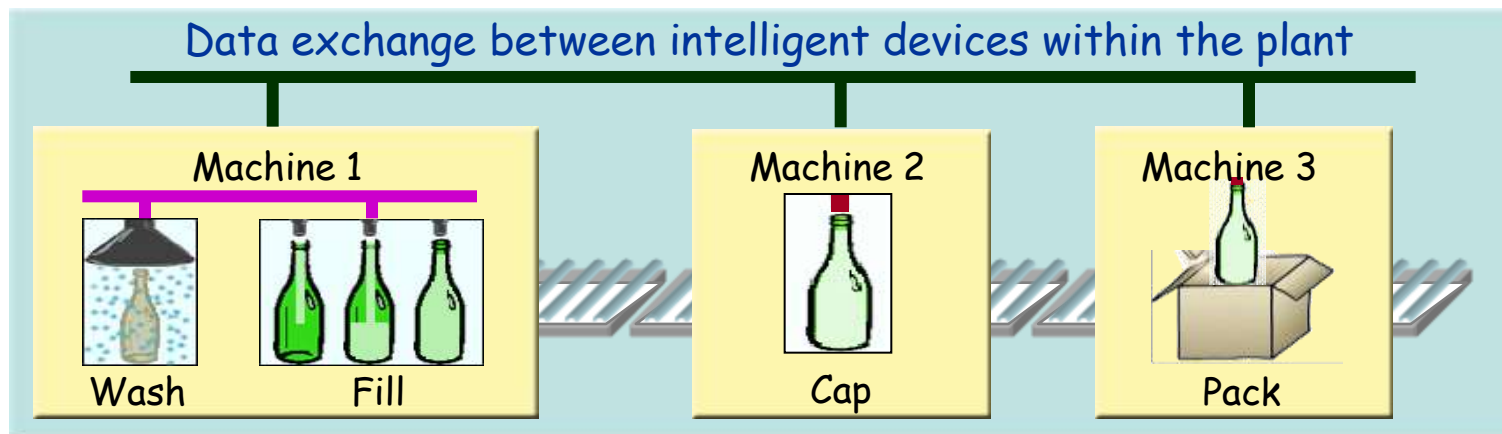 Data exchange between intelligent devices within the plant
Machine 1
Wash
Fill
Machine 2
Cap
Machine 3
Pack